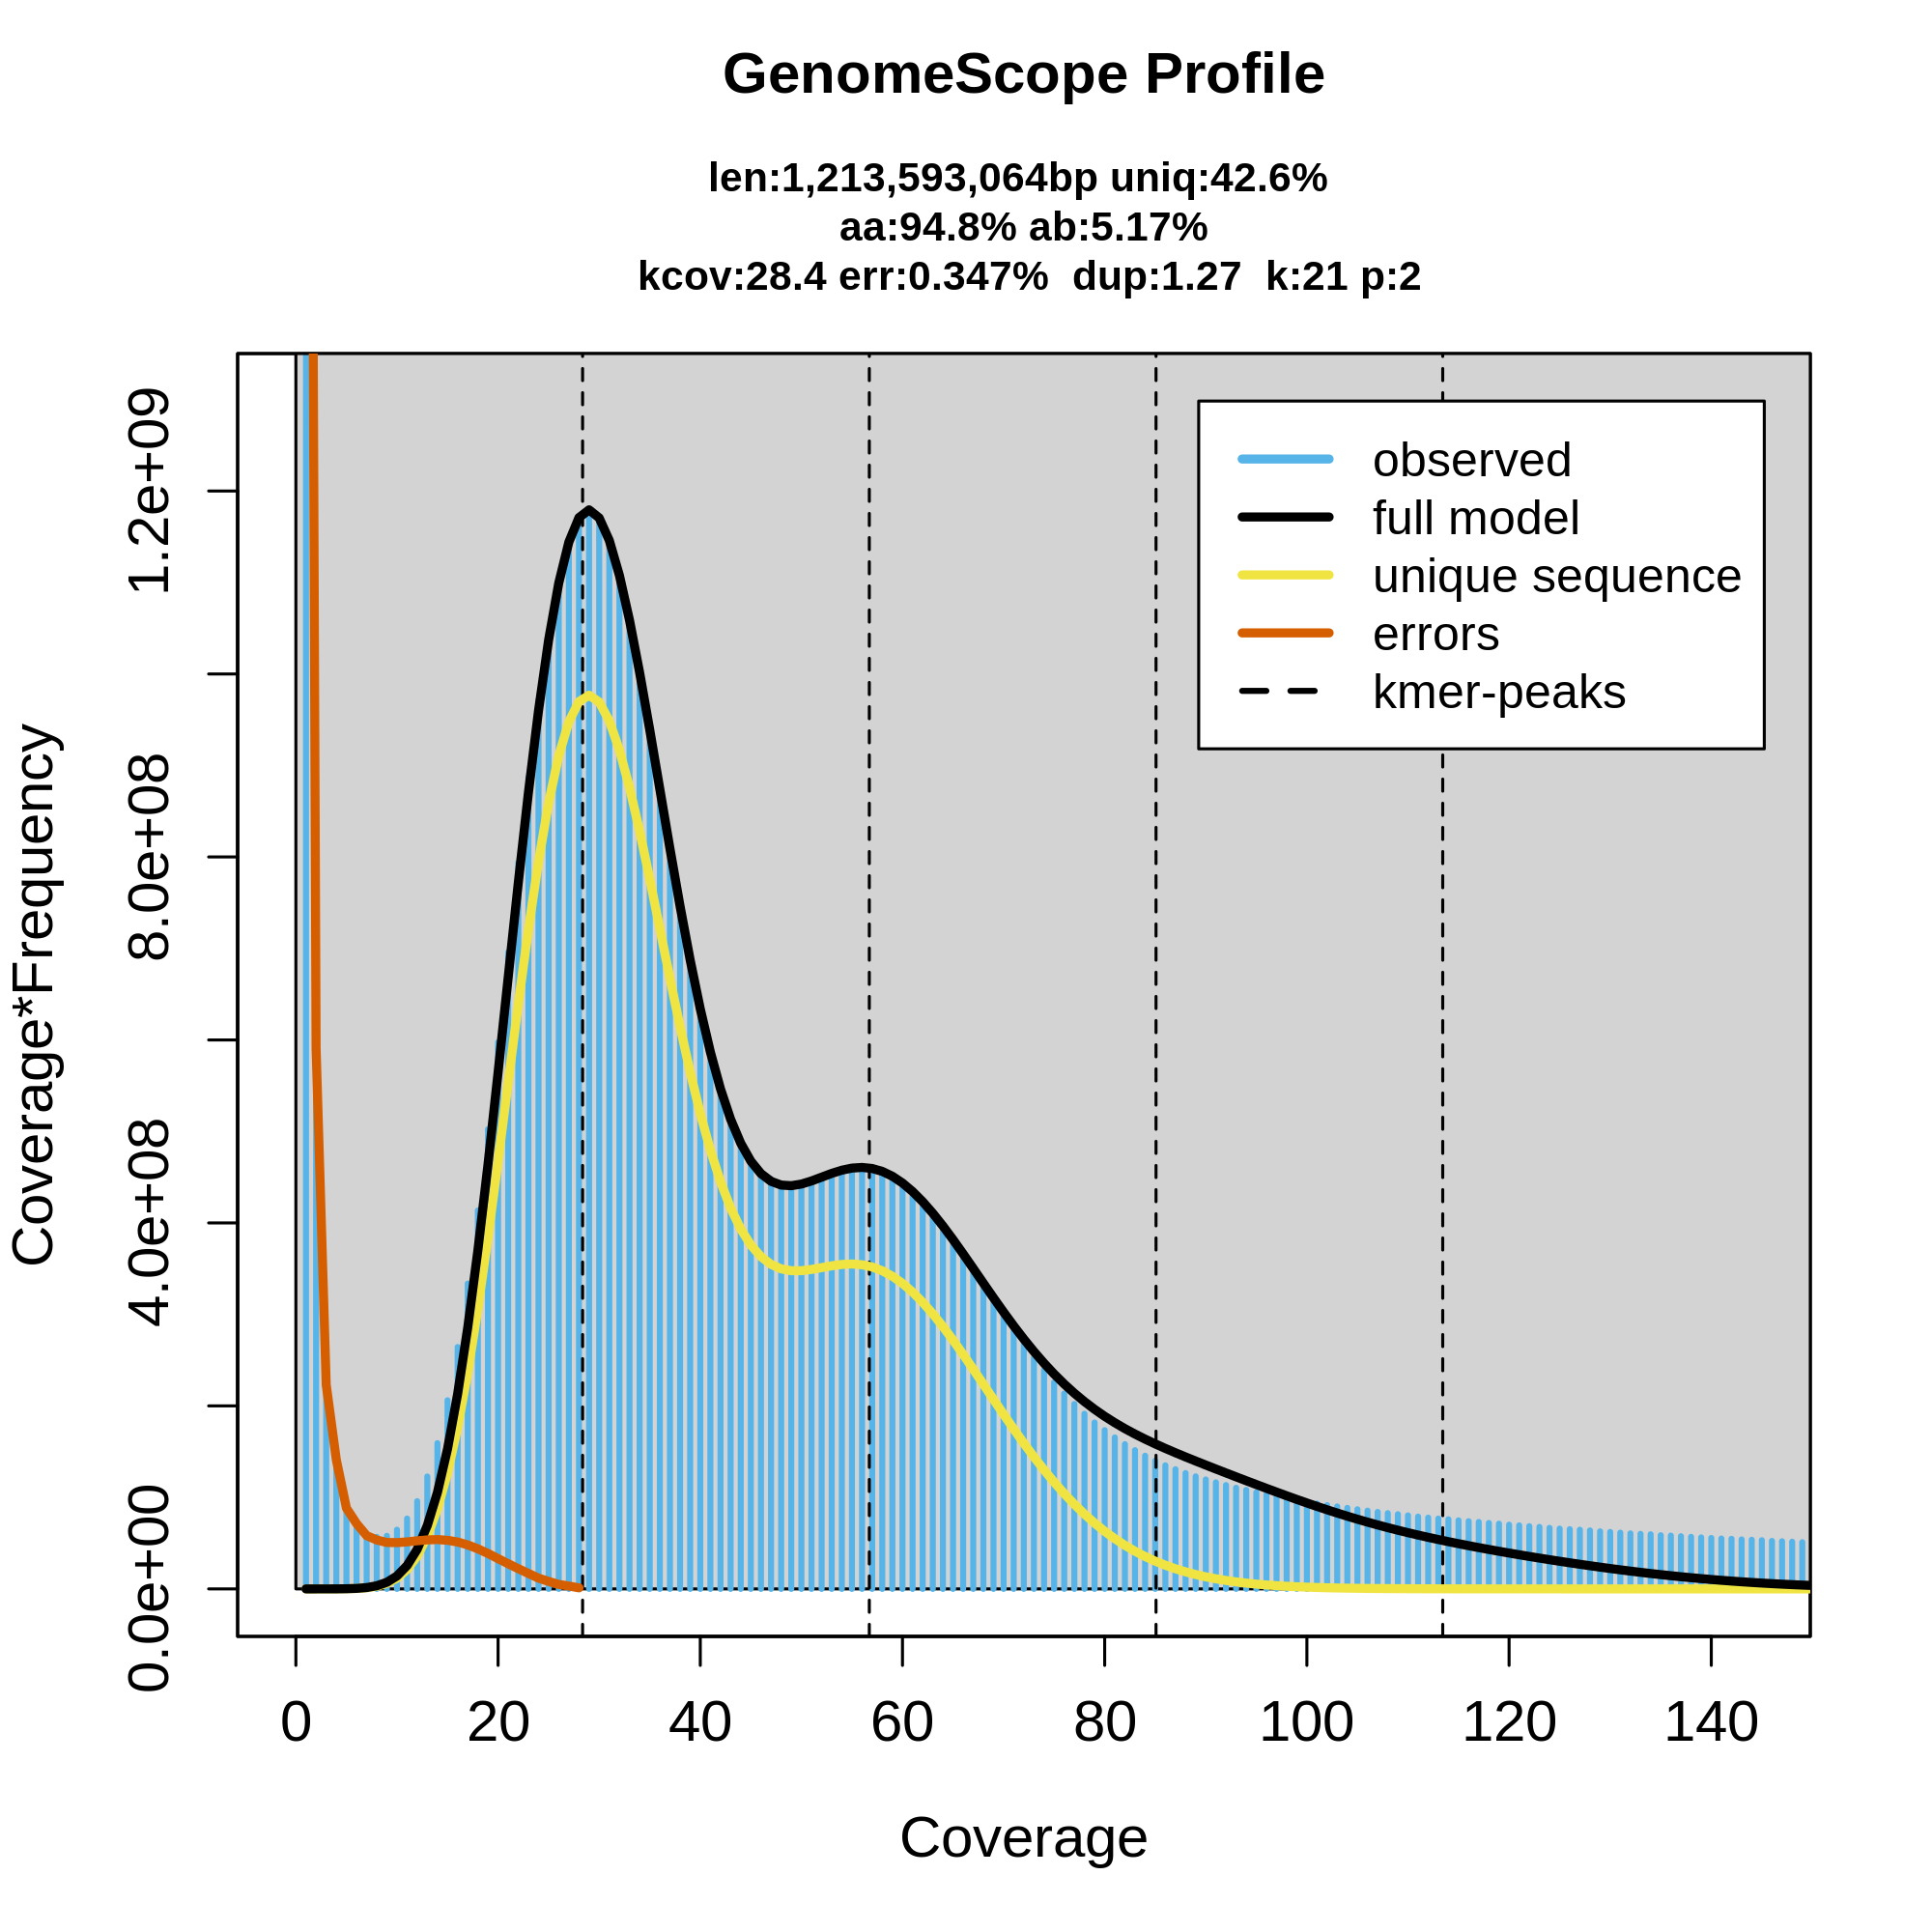 GenomeScope Profile
len:1,213,593,064bp uniq:42.6%
aa:94.8% ab:5.17%
kcov:28.4 err:0.347%  dup:1.27  k:21 p:2
observed
full model
unique sequence
errors
kmer-peaks
Coverage*Frequency
1.2e+09
8.0e+08
4.0e+08
0.0e+00
0 20 40 60 80 100 120 140
Coverage